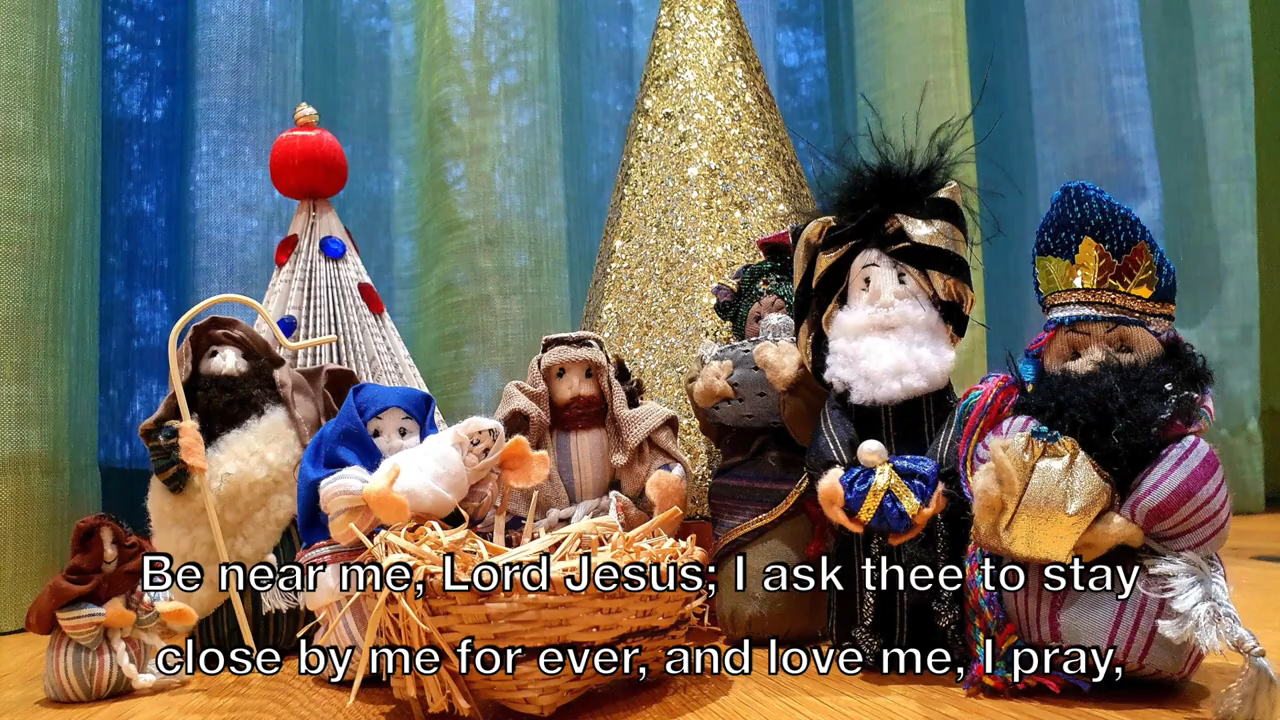 Be near me, Lord Jesus; I ask thee to stay
close by me for ever, and love me, I pray,